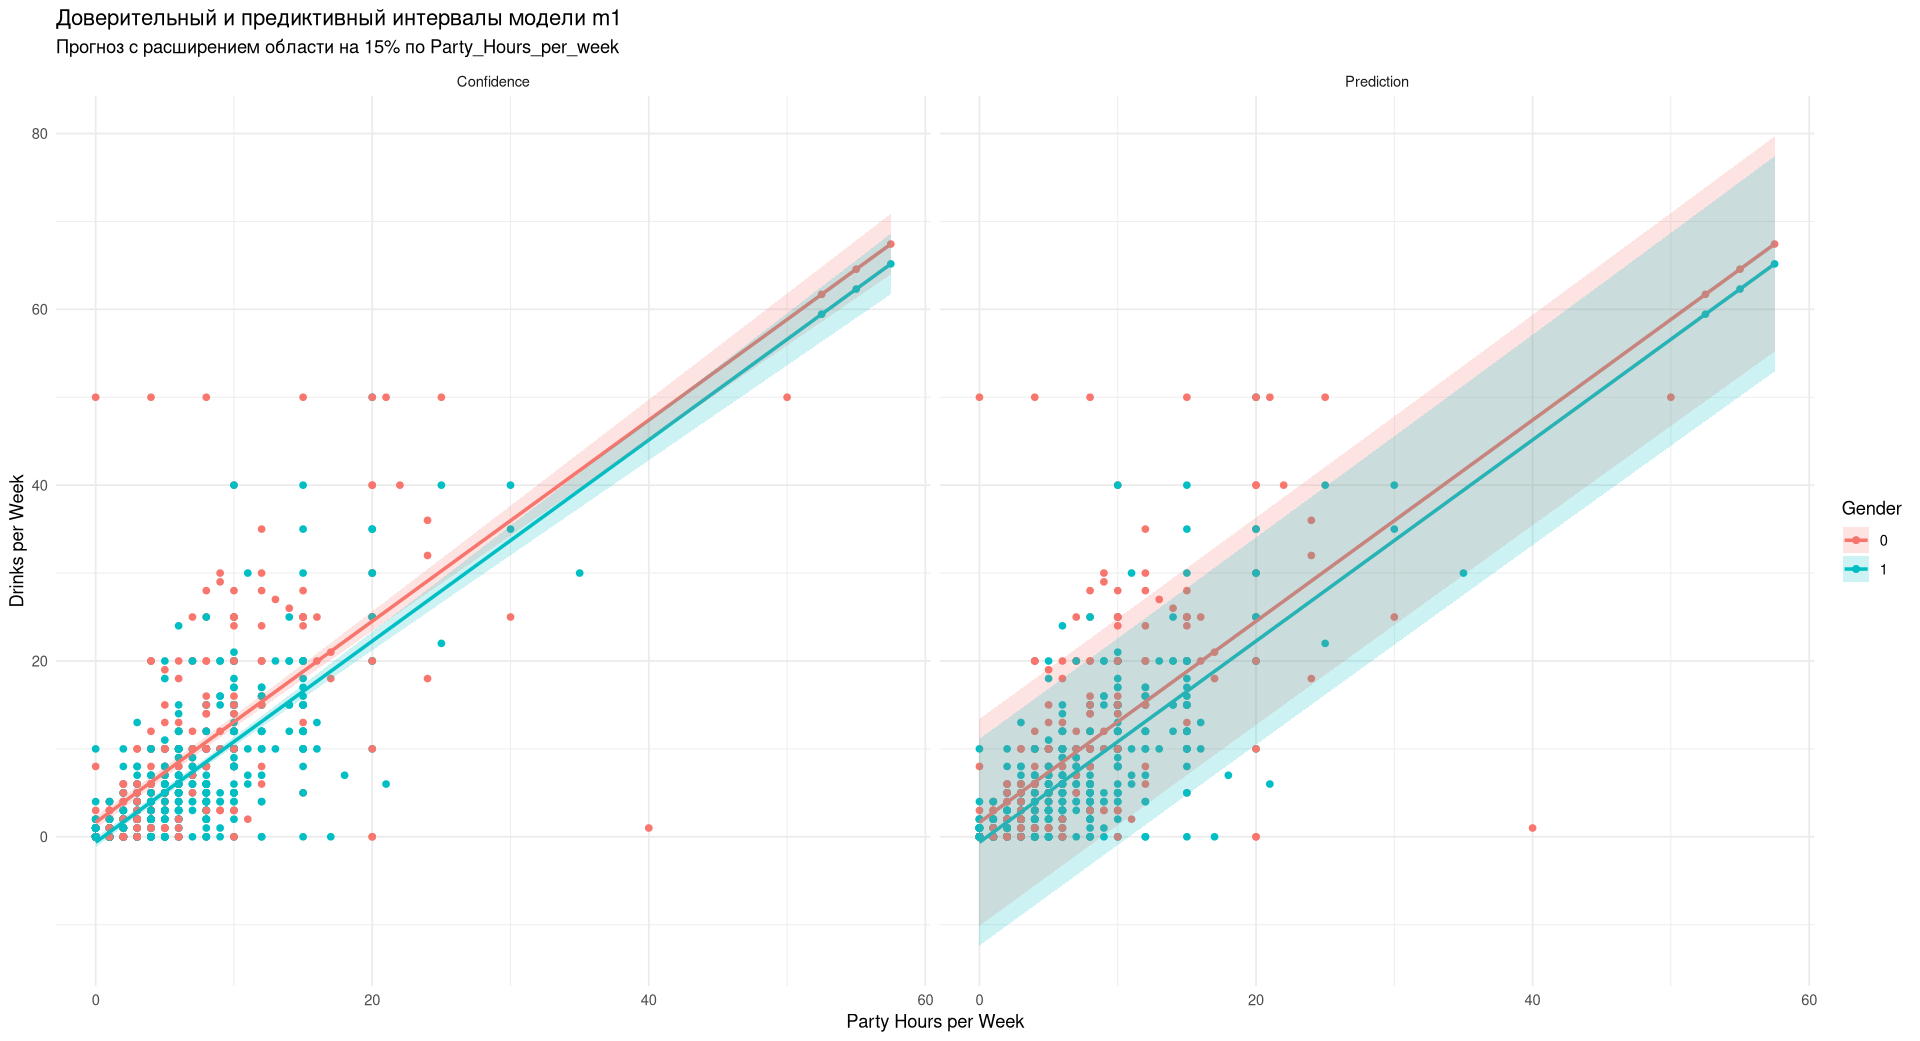 Доверительный и предиктивный интервалы модели m1
Прогноз с расширением области на 15% по Party_Hours_per_week
Confidence
Prediction
80
60
40
20
0
Drinks per Week
0
20
40
60
0
20
40
60
Party Hours per Week
Gender
0
1